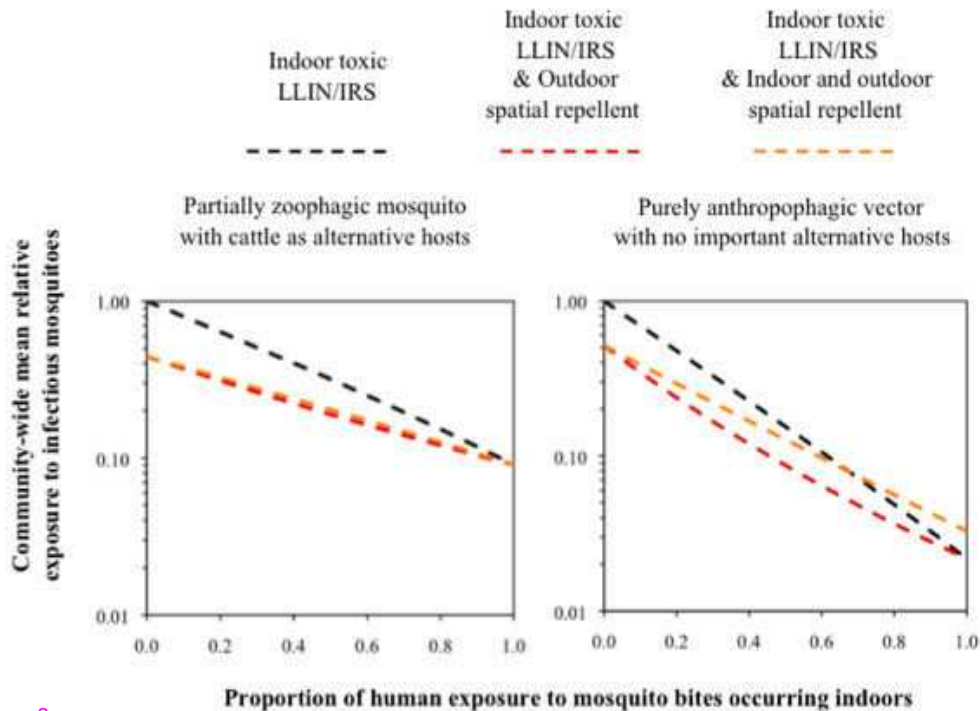 Indoor toxic
LLIN/IRS
Indoor toxic
LLIN/IRS
& Outdoor
spatial repellent
Indoor toxic
LLIN/IRS
& Indoor and outdoor
spatial repellent
Partially zoophagic mosquito
with cattle as alternative hosts
Purely anthropophagic vector
with no important alternative hosts
Community-wide mean relative
exposure to infectious mosquitoes
1.00
0.10
0.01
0.0 0.2 0.4 0.6 0.8 1.0
1.00
0.10
0.01
0.0 0.2 0.4 0.6 0.8 1.0
Proportion of human exposure to mosquito bites occurring indoors